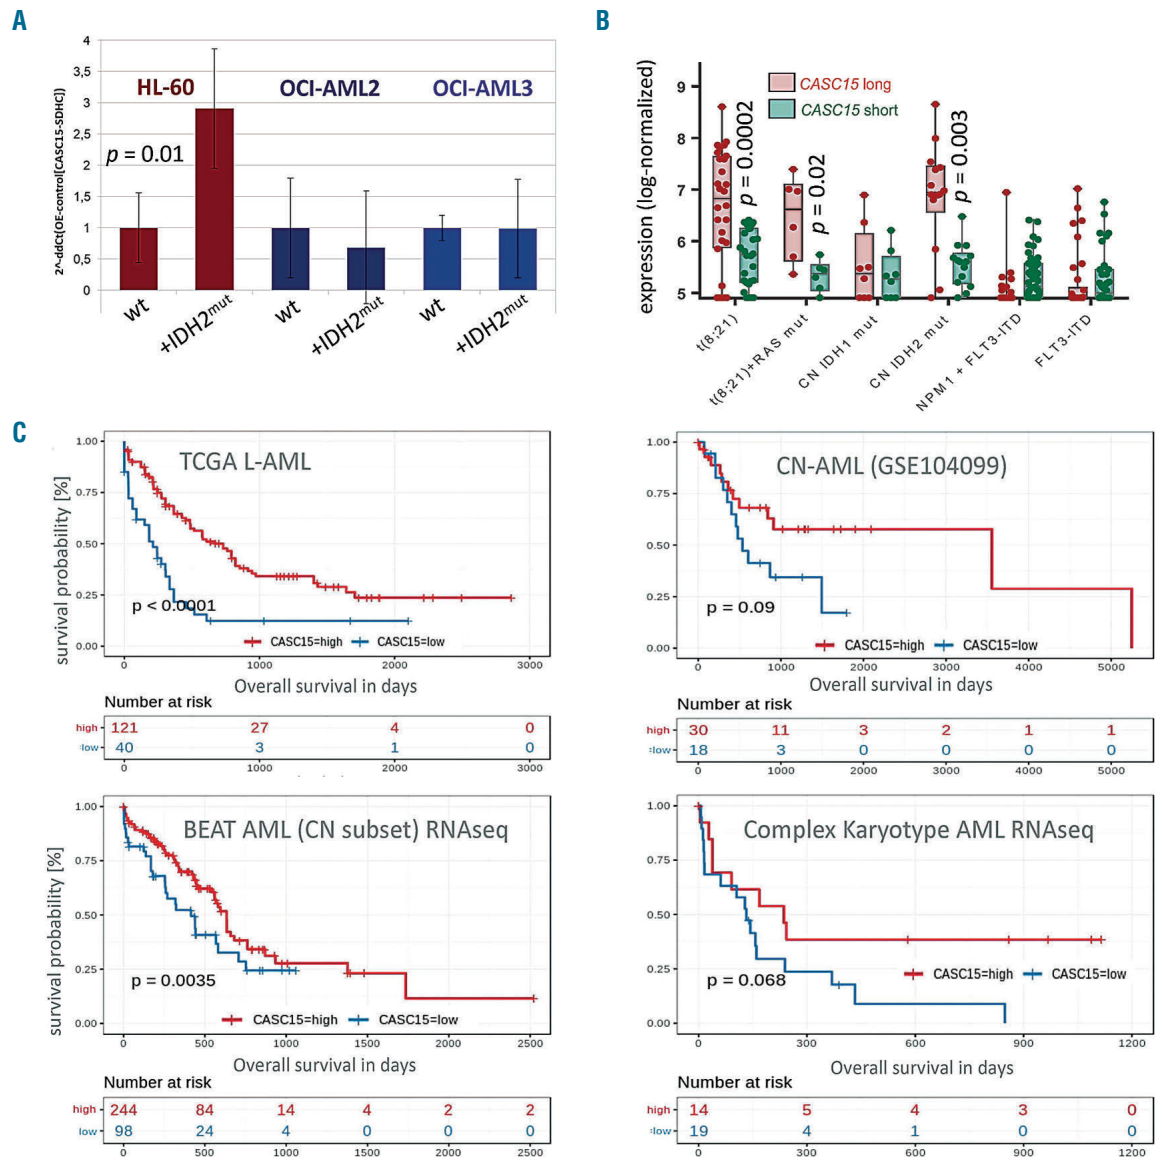 A
2^-ddCt(OE-control[CASC15-SDHC])
4
3,5
3
2,5
2
1,5
1
0,5
0
HL-60
OCI-AML2
OCI-AML3
p = 0.01
wt
+IDH2mut
wt
+IDH2mut
wt
+IDH2mut
B
expression (log-normalized)
9
8
7
6
5
CASC15 long
CASC15 short
p = 0.0002
p = 0.02
p = 0.003
t(8;21)
t(8;21)+RAS mut
CN IDH1 mut
CN IDH2 mut
NPM1 + FLT3-ITD
FLT3-ITD
C
survival probability [%]
1.00
0.75
0.50
0.25
0.00
TCGA L-AML
p < 0.0001
CASC15=high CASC15=low
0 1000 2000 3000
Overall survival in days
Number at risk
high 121 27 4 0
:low 40 3 1 0
0 1000 2000 3000
1.00
0.75
0.50
0.25
0.00
CN-AML (GSE104099)
p = 0.09
CASC15=high CASC15=low
0 1000 2000 3000 4000 5000
Overall survival in days
Number at risk
high 30 11 3 2 1 1
:low 18 3 0 0 0 0
0 1000 2000 3000 4000 5000
survival probability [%]
1.00
0.75
0.50
0.25
0.00
BEAT AML (CN subset) RNAseq
p = 0.0035
CASC15=high CASC15=low
0 500 1000 1500 2000 2500
Overall survival in days
Number at risk
high 244 84 14 4 2 2
low 98 24 4 0 0 0
0 500 1000 1500 2000 2500
1.00
0.75
0.50
0.25
0.00
Complex Karyotype AML RNAseq
p = 0.068
CASC15=high CASC15=low
0 300 600 900 1200
Overall survival in days
Number at risk
high 14 5 4 3 0
:low 19 4 1 0 0
0 300 600 900 1200